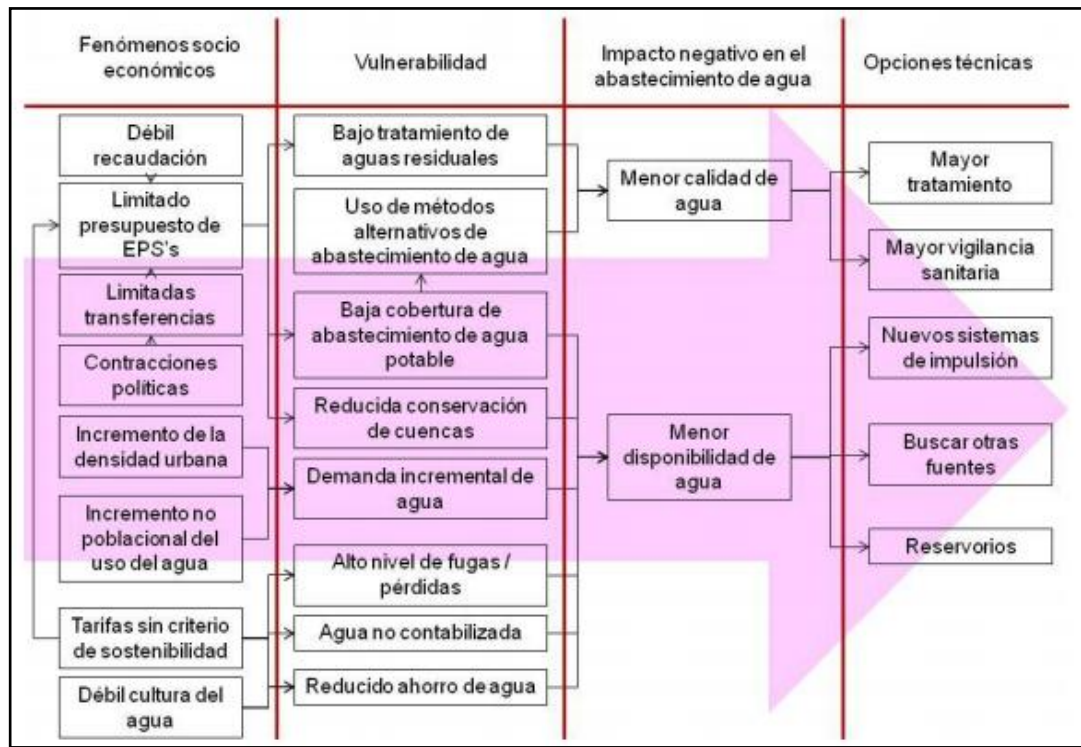 Fenómenos socio
económicos
Vulnerabilidad
Impacto negativo en el
abastecimiento de agua
Opciones técnicas
Débil
recaudación
Limitado
presupuesto de
EPS's
Limitadas
transferencias
Contracciones
políticas
Incremento de la
densidad urbana
Incremento no
poblacional del
uso del agua
Tarifas sin criterio
de sostenibilidad
Débil cultura del
agua
Bajo tratamiento de
aguas residuales
Uso de métodos
alternativos de
abastecimiento de agua
Baja cobertura de
abastecimiento de agua
potable
Reducida conservación
de cuencas
Demanda incremental de
agua
Alto nivel de fugas /
pérdidas
Agua no contabilizada
Reducido ahorro de agua
Menor calidad de
agua
Menor
disponibilidad de
agua
Mayor
tratamiento
Mayor vigilancia
sanitaria
Nuevos sistemas
de impulsión
Buscar otras
fuentes
Reservorios